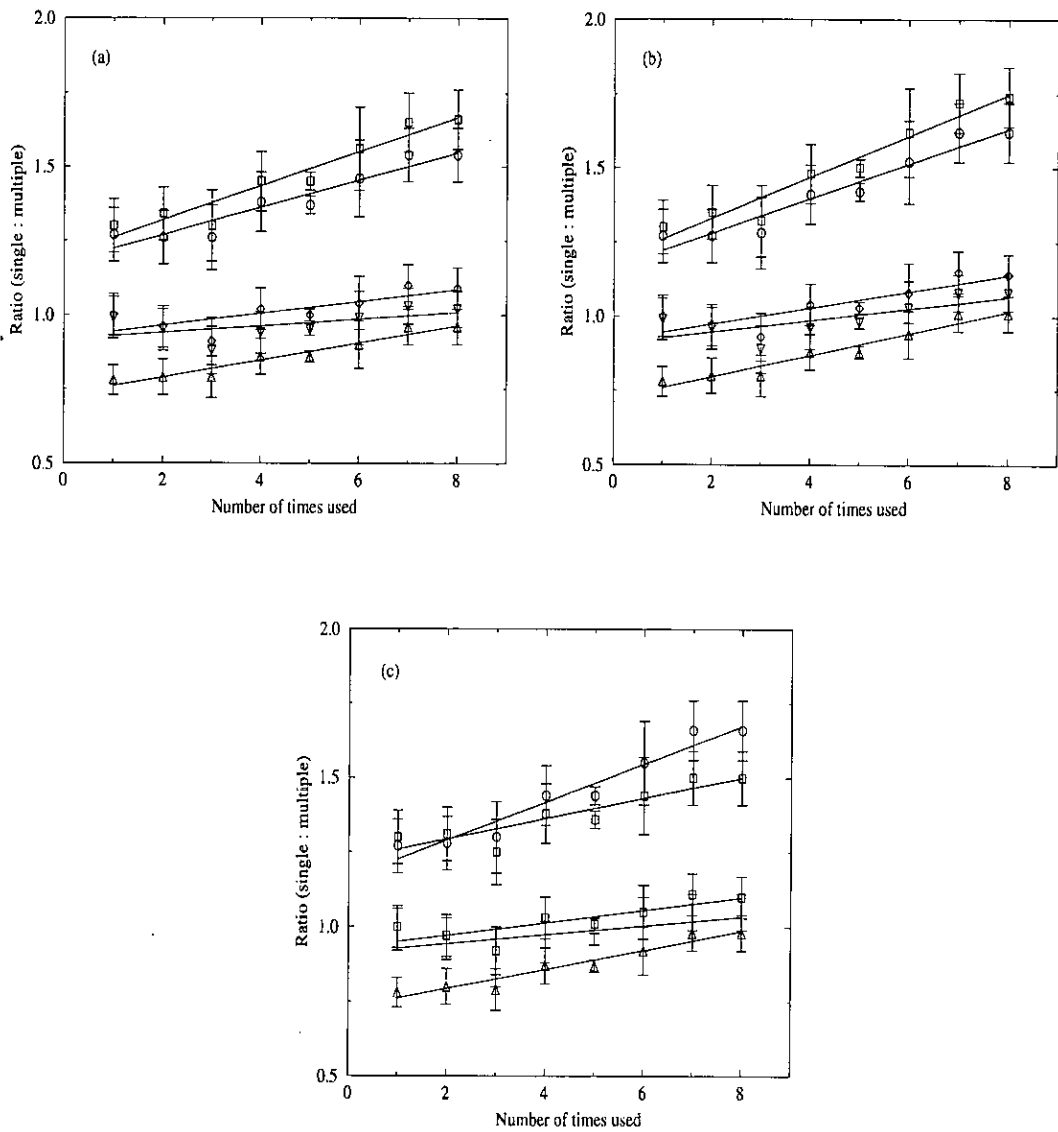 2.0
(a)
1.5
1.0
0.5
Ratio (single : multiple)
0 2 4 6 8
Number of times used
2.0
(b)
1.5
1.0
0.5
Ratio (single : multiple)
0 2 4 6 8
Number of times used
2.0
(c)
1.5
1.0
0.5
Ratio (single : multiple)
0 2 4 6 8
Number of times used